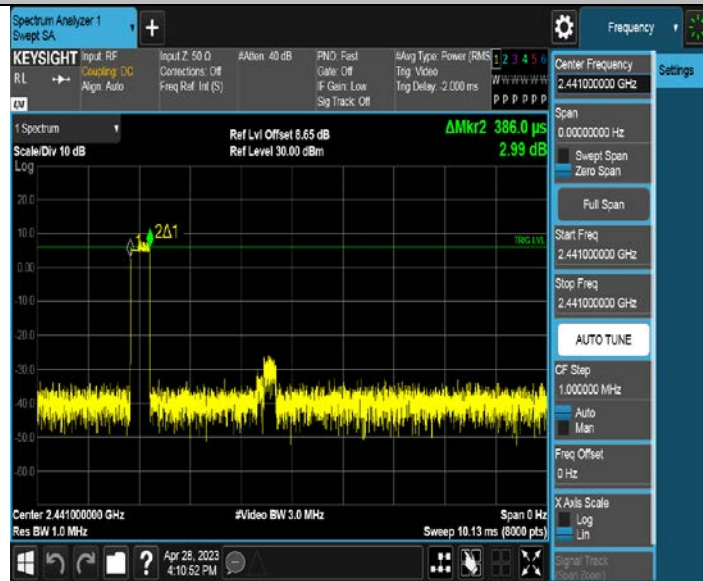 Spectrum Analyzer 1
Swept SA
Frequency
KEYSIGHT
Input: RF
Coupling: DC
Align: Auto
Input Z: 50 Ω
Corrections: Off
Freq Ref: Int (S)
#Atten: 40 dB
PNO: Fast
Gate: Off
IF Gain: Low
Sig Track: Off
#Avg Type: Power (RMS
Trig: Video
Trig Delay: -2.000 ms
1 2 3 4 5 6
W W W W W W
P P P P P P
RL
LXI
1 Spectrum
Scale/Div 10 dB
Log
Ref Lvl Offset 8.65 dB
Ref Level 30.00 dBm
ΔMkr2 386.0 µs
2.99 dB
20.0
10.0
0.00
-10.0
-20.0
-30.0
-40.0
-50.0
-60.0
1
2Δ1
TRIG LVL
Center 2.441000000 GHz
Res BW 1.0 MHz
#Video BW 3.0 MHz
Span 0 Hz
Sweep 10.13 ms (8000 pts)
Apr 28, 2023
4:10:52 PM
Center Frequency
2.441000000 GHz
Settings
Span
0.00000000 Hz
Swept Span
Zero Span
Full Span
Start Freq
2.441000000 GHz
Stop Freq
2.441000000 GHz
AUTO TUNE
CF Step
1.000000 MHz
Auto
Man
Freq Offset
0 Hz
X Axis Scale
Log
Lin
Signal Track
(Span Zoom)